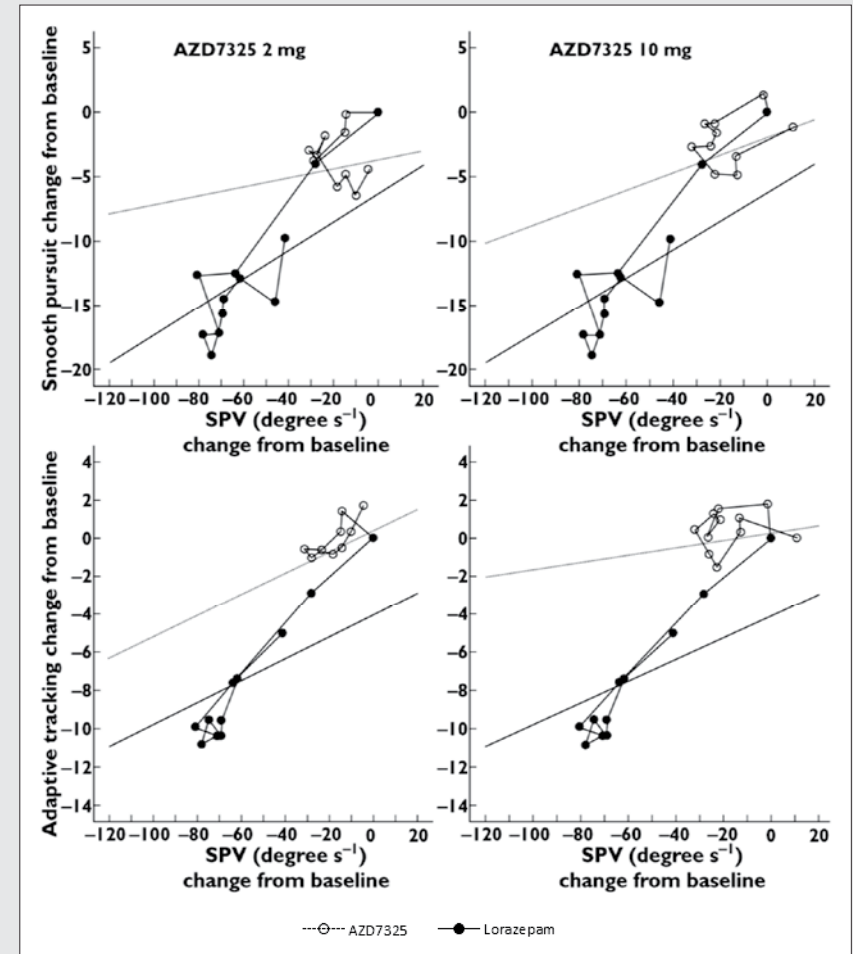 AZD7325 2 mg
AZD7325 10 mg
Smooth pursuit change from baseline
5
0
−5
−10
−15
−20
−120 −100 −80 −60 −40 −20 0 20
SPV (degree s⁻¹)
change from baseline
5
0
−5
−10
−15
−20
−120 −100 −80 −60 −40 −20 0 20
SPV (degree s⁻¹)
change from baseline
Adaptive tracking change from baseline
4
2
0
−2
−4
−6
−8
−10
−12
−14
−120 −100 −80 −60 −40 −20 0 20
SPV (degree s⁻¹)
change from baseline
4
2
0
−2
−4
−6
−8
−10
−12
−14
−120 −100 −80 −60 −40 −20 0 20
SPV (degree s⁻¹)
change from baseline
AZD7325 Lorazepam